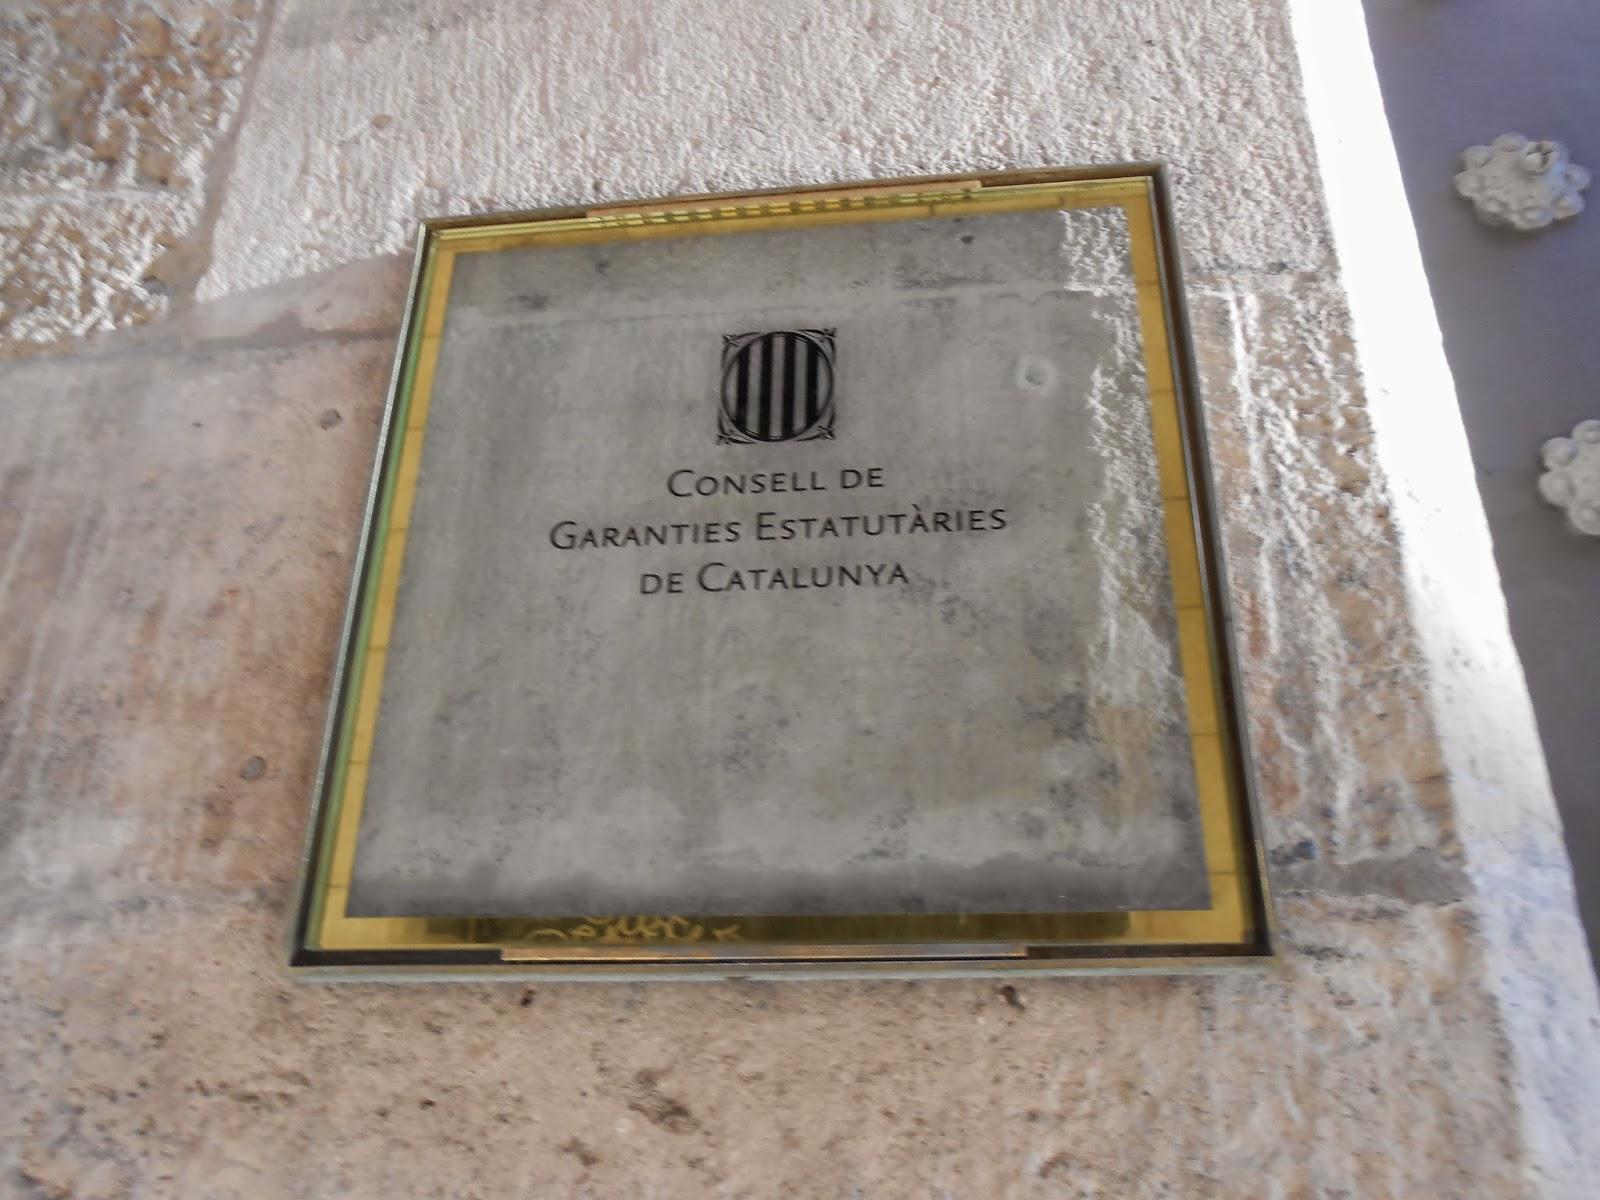 Consell de
Garanties Estatutàries
de Catalunya